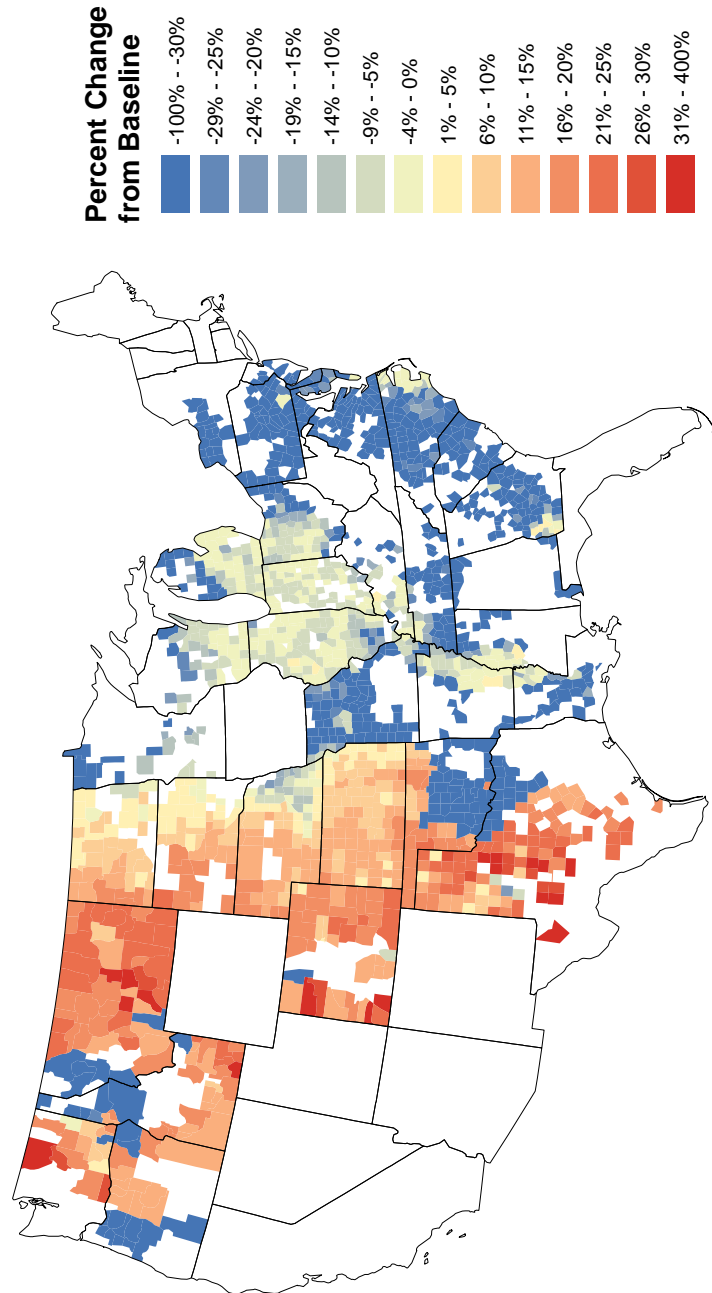 Percent Change
from Baseline
-100% - -30%
-29% - -25%
-24% - -20%
-19% - -15%
-14% - -10%
-9% - -5%
-4% - 0%
1% - 5%
6% - 10%
11% - 15%
16% - 20%
21% - 25%
26% - 30%
31% - 400%